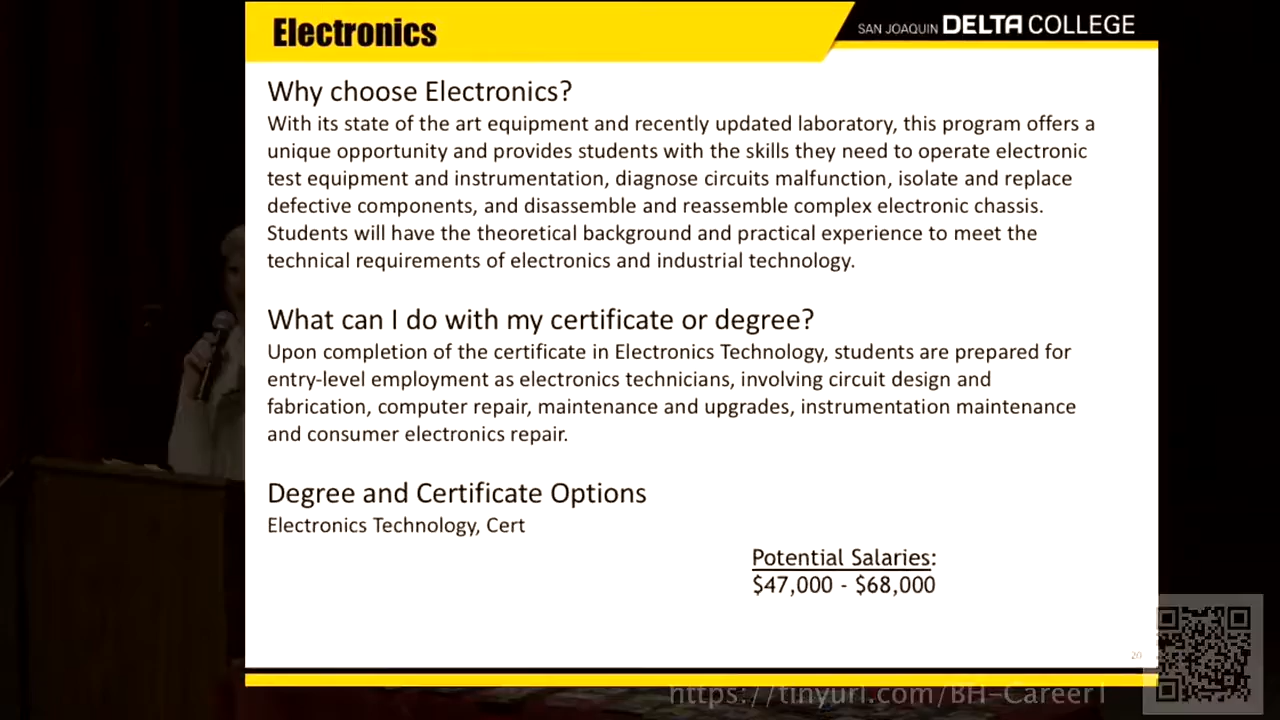 Electronics
SAN JOAQUIN DELTA COLLEGE
Why choose Electronics?
With its state of the art equipment and recently updated laboratory, this program offers a
unique opportunity and provides students with the skills they need to operate electronic
test equipment and instrumentation, diagnose circuits malfunction, isolate and replace
defective components, and disassemble and reassemble complex electronic chassis.
Students will have the theoretical background and practical experience to meet the
technical requirements of electronics and industrial technology.
What can I do with my certificate or degree?
Upon completion of the certificate in Electronics Technology, students are prepared for
entry-level employment as electronics technicians, involving circuit design and
fabrication, computer repair, maintenance and upgrades, instrumentation maintenance
and consumer electronics repair.
Degree and Certificate Options
Electronics Technology, Cert
Potential Salaries:
$47,000 - $68,000
20
https://tinyurl.com/BH-Career1